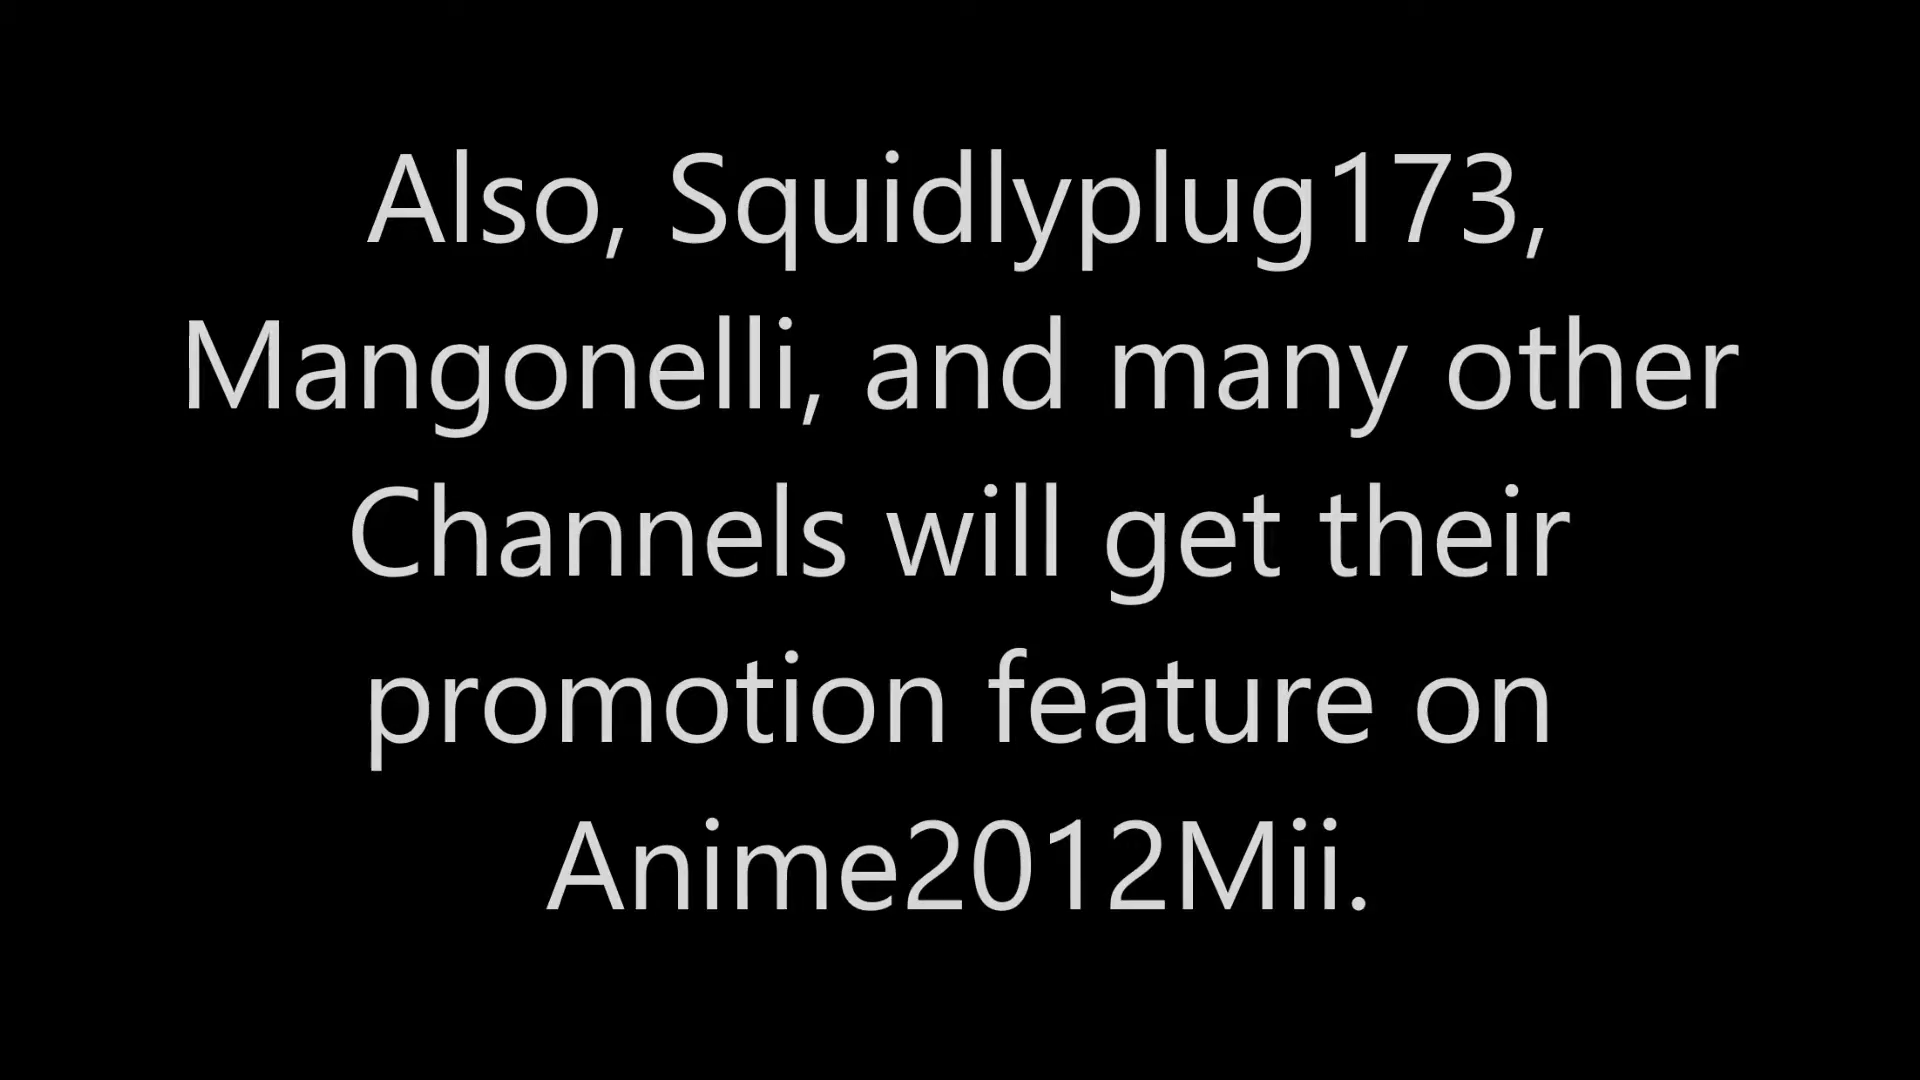 Also, Squidlyplug173,
Mangonelli, and many other
Channels will get their
promotion feature on
Anime2012Mii.